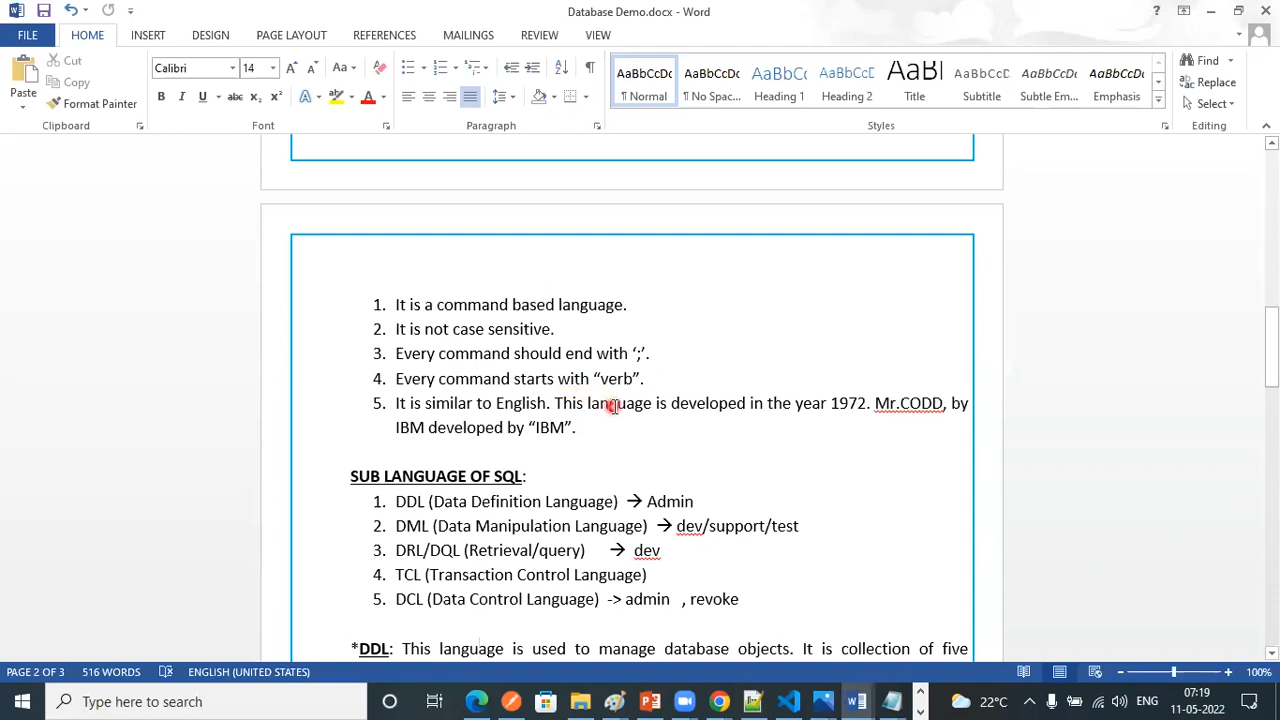 Database Demo.docx - Word
FILE HOME INSERT DESIGN PAGE LAYOUT REFERENCES MAILINGS REVIEW VIEW
Paste Cut Copy Format Painter
Calibri 14
AaBbCcDc AaBbCcDc AaBbCc AaBbCcC AaBl AaBbCcD AaBbCcDc AaBbCcDc
¶ Normal ¶ No Spac... Heading 1 Heading 2 Title Subtitle Subtle Em... Emphasis
Find Replace Select
Clipboard Font Paragraph Styles Editing
1. It is a command based language.
2. It is not case sensitive.
3. Every command should end with ‘;’.
4. Every command starts with “verb”.
5. It is similar to English. This language is developed in the year 1972. Mr.CODD, by
IBM developed by “IBM”.
SUB LANGUAGE OF SQL:
1. DDL (Data Definition Language) → Admin
2. DML (Data Manipulation Language) → dev/support/test
3. DRL/DQL (Retrieval/query) → dev
4. TCL (Transaction Control Language)
5. DCL (Data Control Language) -> admin , revoke
*DDL: This language is used to manage database objects. It is collection of five
PAGE 2 OF 3 516 WORDS ENGLISH (UNITED STATES) 100%
Type here to search 22°C ENG 07:19
11-05-2022